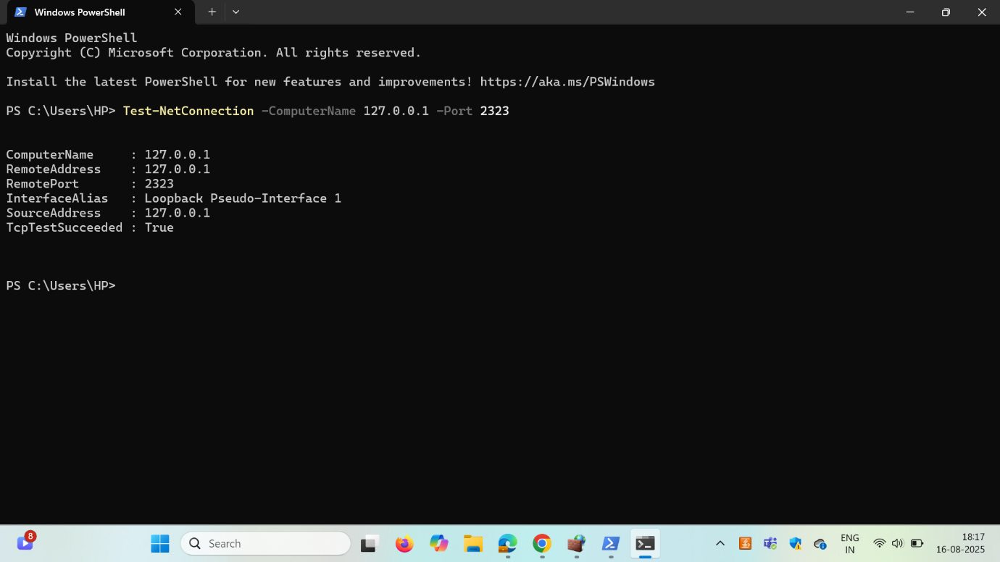 Windows PowerShell
Windows PowerShell
Copyright (C) Microsoft Corporation. All rights reserved.
Install the latest PowerShell for new features and improvements! https://aka.ms/PSWindows
PS C:\Users\HP> Test-NetConnection -ComputerName 127.0.0.1 -Port 2323
ComputerName     : 127.0.0.1
RemoteAddress    : 127.0.0.1
RemotePort       : 2323
InterfaceAlias   : Loopback Pseudo-Interface 1
SourceAddress    : 127.0.0.1
TcpTestSucceeded : True
PS C:\Users\HP>
8
Search
ENG
IN
18:17
16-08-2025